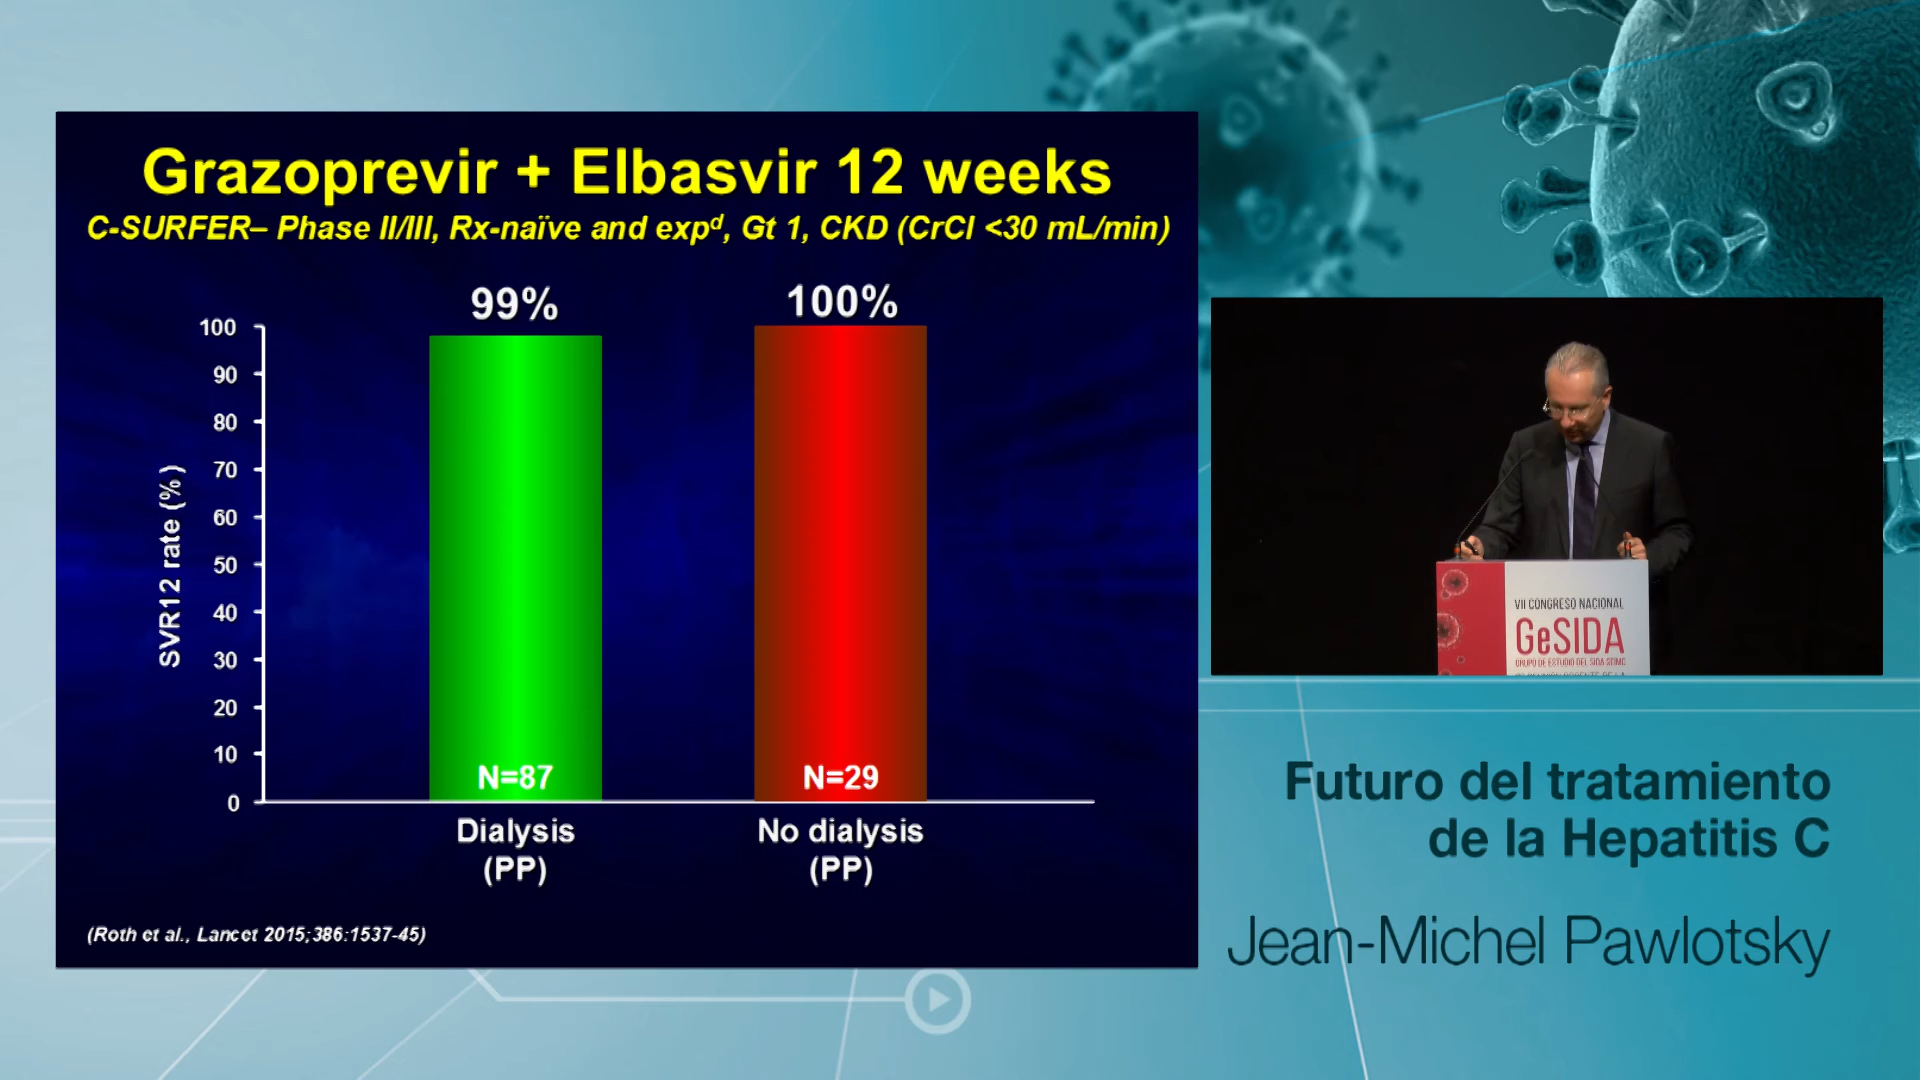 Grazoprevir + Elbasvir 12 weeks
C-SURFER– Phase II/III, Rx-naïve and expd, Gt 1, CKD (CrCl <30 mL/min)
99%
100%
100
90
80
70
60
50
40
30
20
10
0
SVR12 rate (%)
N=87
N=29
Dialysis
(PP)
No dialysis
(PP)
(Roth et al., Lancet 2015;386:1537-45)
VII CONGRESO NACIONAL
GeSIDA
GRUPO DE ESTUDIO DEL SIDA SEIMC
Futuro del tratamiento
de la Hepatitis C
Jean-Michel Pawlotsky